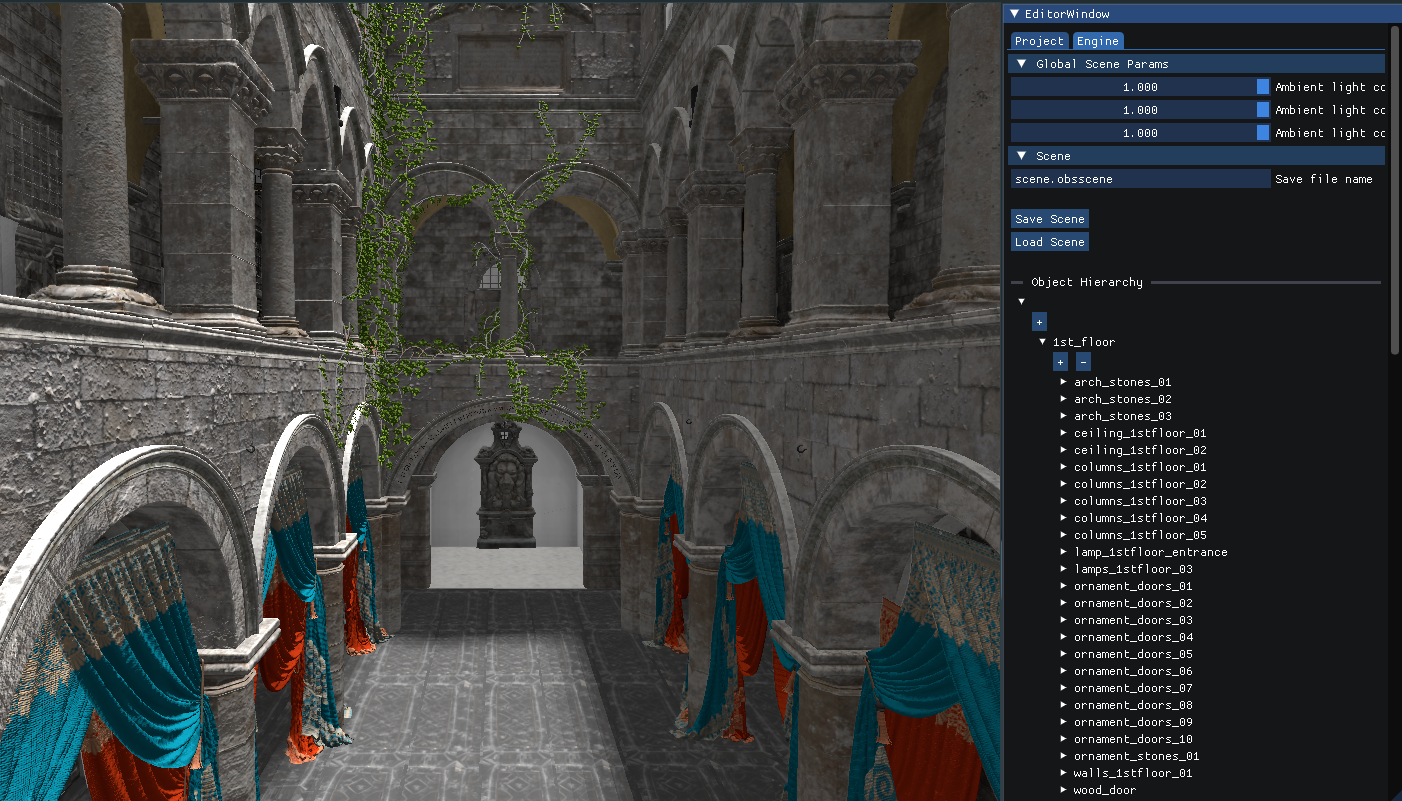 EditorWindow
Project Engine
Global Scene Params
1.000 Ambient light cc
1.000 Ambient light cc
1.000 Ambient light cc
Scene
scene.obsscene Save file name
Save Scene
Load Scene
Object Hierarchy
+
1st_floor
+ -
arch_stones_01
arch_stones_02
arch_stones_03
ceiling_1stfloor_01
ceiling_1stfloor_02
columns_1stfloor_01
columns_1stfloor_02
columns_1stfloor_03
columns_1stfloor_04
columns_1stfloor_05
lamp_1stfloor_entrance
lamps_1stfloor_03
ornament_doors_01
ornament_doors_02
ornament_doors_03
ornament_doors_04
ornament_doors_05
ornament_doors_06
ornament_doors_07
ornament_doors_08
ornament_doors_09
ornament_doors_10
ornament_stones_01
walls_1stfloor_01
wood_door